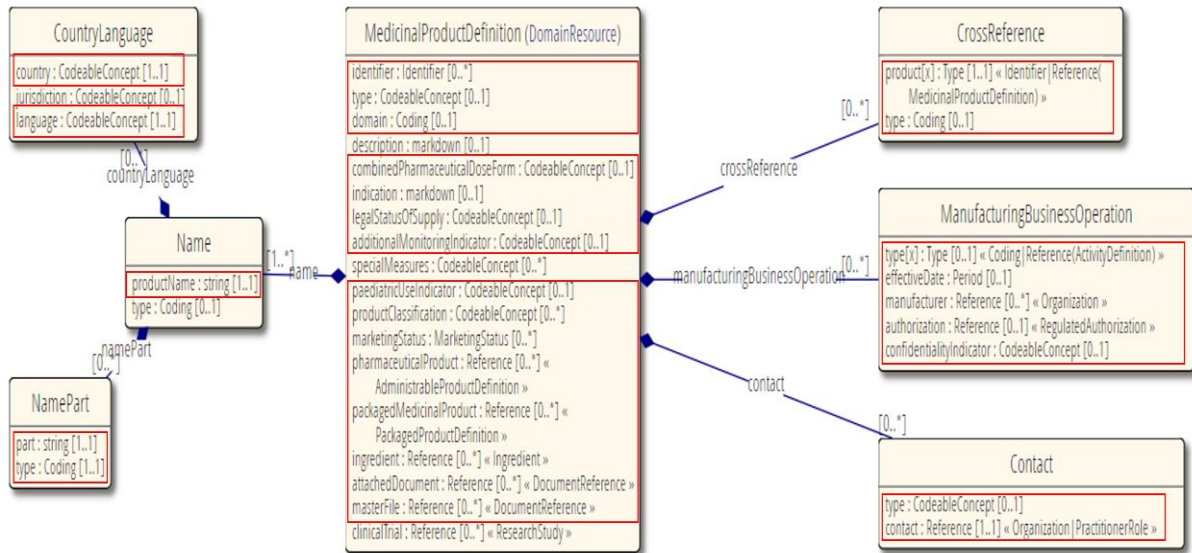 CountryLanguage
country : CodeableConcept [1..1]
jurisdiction : CodeableConcept [0..1]
language : CodeableConcept [1..1]
[0..*]
countryLanguage
Name
productName : string [1..1]
type : Coding [0..1]
[1..*]
name
namePart
[0..*]
NamePart
part : string [1..1]
type : Coding [1..1]
MedicinalProductDefinition (DomainResource)
identifier : Identifier [0..*]
type : CodeableConcept [0..1]
domain : Coding [0..1]
description : markdown [0..1]
combinedPharmaceuticalDoseForm : CodeableConcept [0..1]
indication : markdown [0..1]
legalStatusOfSupply : CodeableConcept [0..1]
additionalMonitoringIndicator : CodeableConcept [0..1]
specialMeasures : CodeableConcept [0..*]
paediatricUseIndicator : CodeableConcept [0..1]
productClassification : CodeableConcept [0..*]
marketingStatus : MarketingStatus [0..*]
pharmaceuticalProduct : Reference [0..*] «
AdministrableProductDefinition »
packagedMedicinalProduct : Reference [0..*] «
PackagedProductDefinition »
ingredient : Reference [0..*] « Ingredient »
attachedDocument : Reference [0..*] « DocumentReference »
masterFile : Reference [0..*] « DocumentReference »
clinicalTrial : Reference [0..*] « ResearchStudy »
crossReference
[0..*]
CrossReference
product[x] : Type [1..1] « Identifier|Reference(
MedicinalProductDefinition) »
type : Coding [0..1]
manufacturingBusinessOperation
[0..*]
ManufacturingBusinessOperation
type[x] : Type [0..1] « Coding|Reference(ActivityDefinition) »
effectiveDate : Period [0..1]
manufacturer : Reference [0..*] « Organization »
authorization : Reference [0..1] « RegulatedAuthorization »
confidentialityIndicator : CodeableConcept [0..1]
contact
[0..*]
Contact
type : CodeableConcept [0..1]
contact : Reference [1..1] « Organization|PractitionerRole »